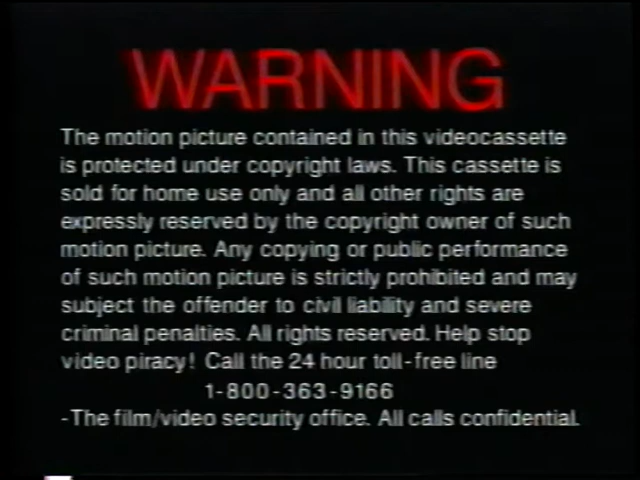 WARNING
The motion picture contained in this videocassette
is protected under copyright laws. This cassette is
sold for home use only and all other rights are
expressly reserved by the copyright owner of such
motion picture. Any copying or public performance
of such motion picture is strictly prohibited and may
subject the offender to civil liability and severe
criminal penalties. All rights reserved. Help stop
video piracy! Call the 24 hour toll-free line
1-800-363-9166
-The film/video security office. All calls confidential.